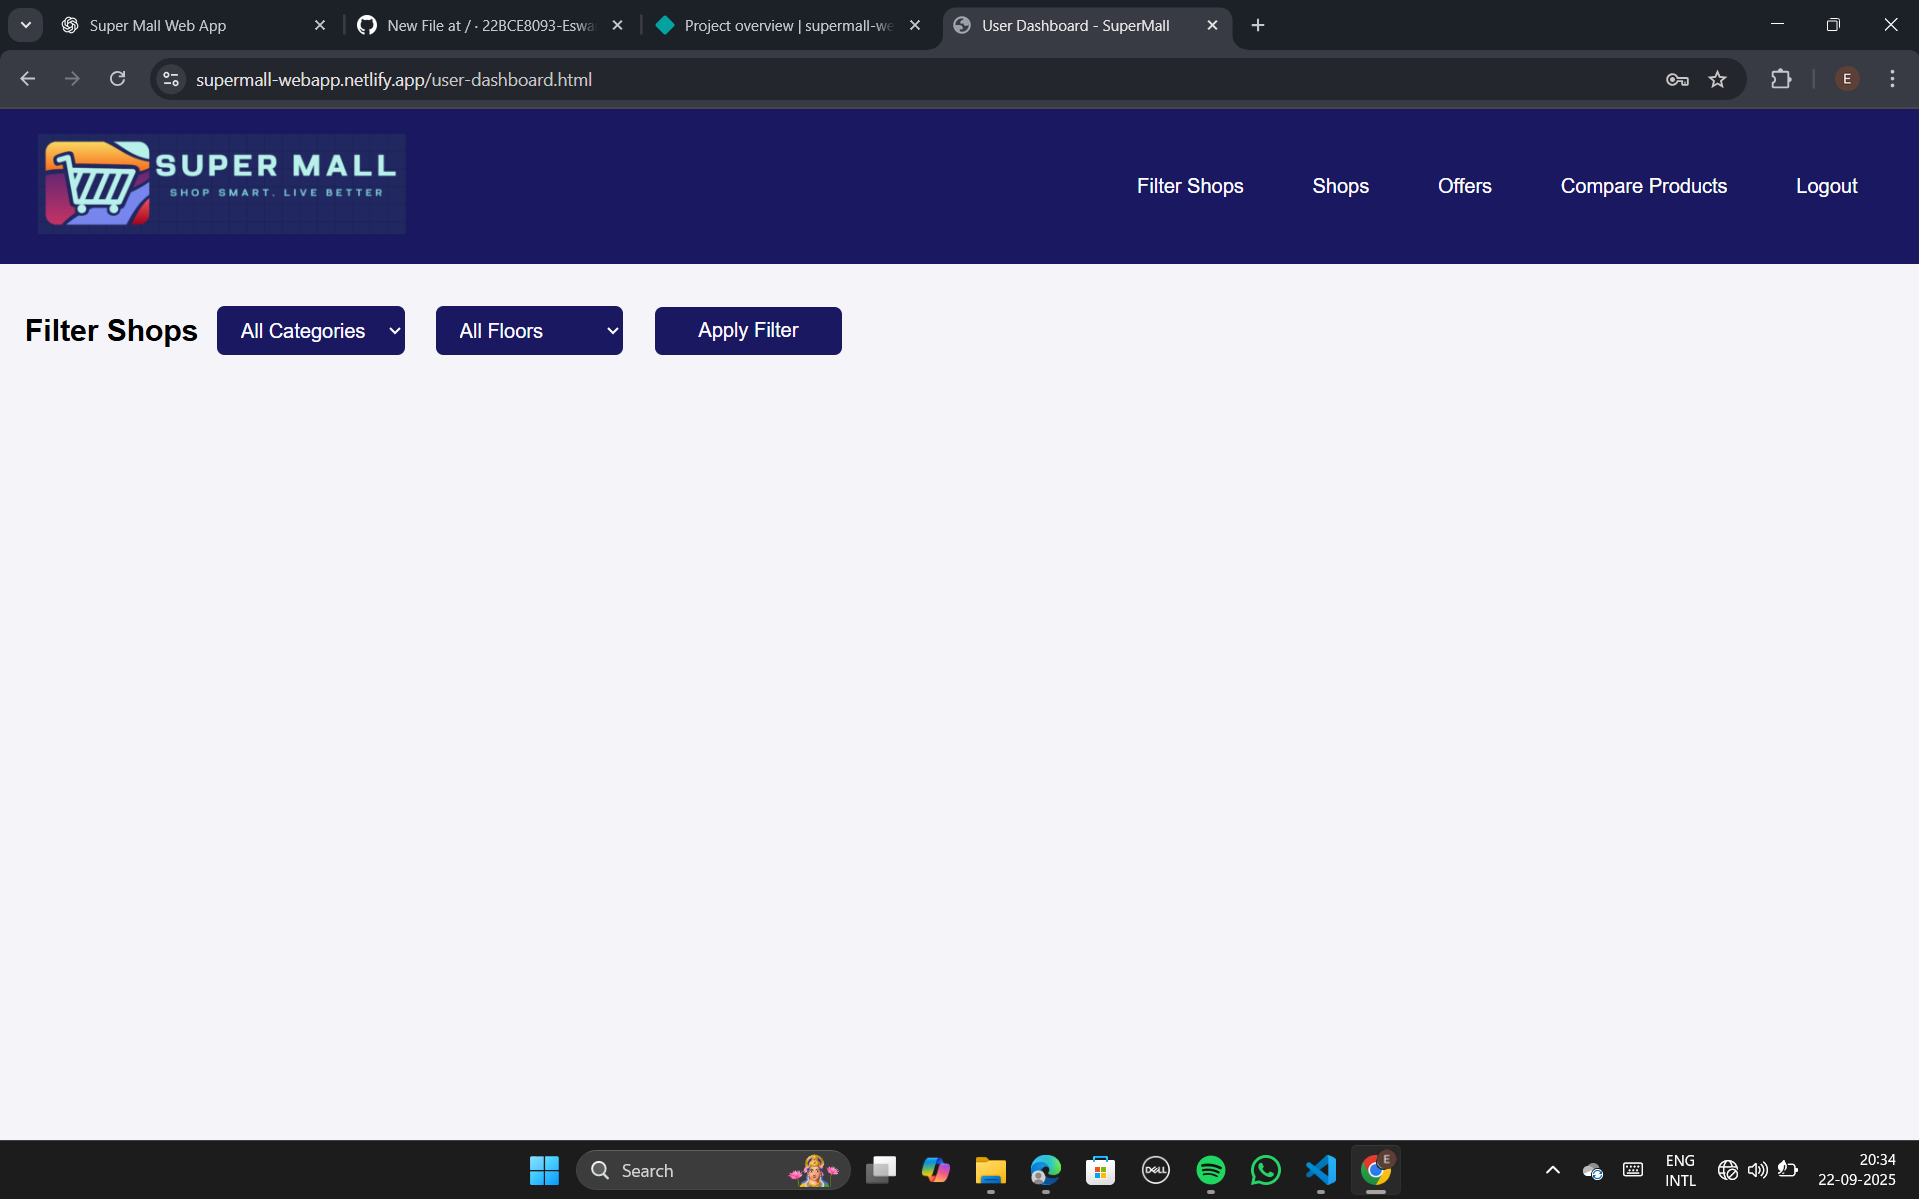 Super Mall Web App
New File at / · 22BCE8093-Eswa
Project overview | supermall-we
User Dashboard - SuperMall
supermall-webapp.netlify.app/user-dashboard.html
E
SUPER MALL
SHOP SMART. LIVE BETTER
Filter Shops
Shops
Offers
Compare Products
Logout
Filter Shops
All Categories
All Floors
Apply Filter
Search
DELL
E
ENG
INTL
20:34
22-09-2025